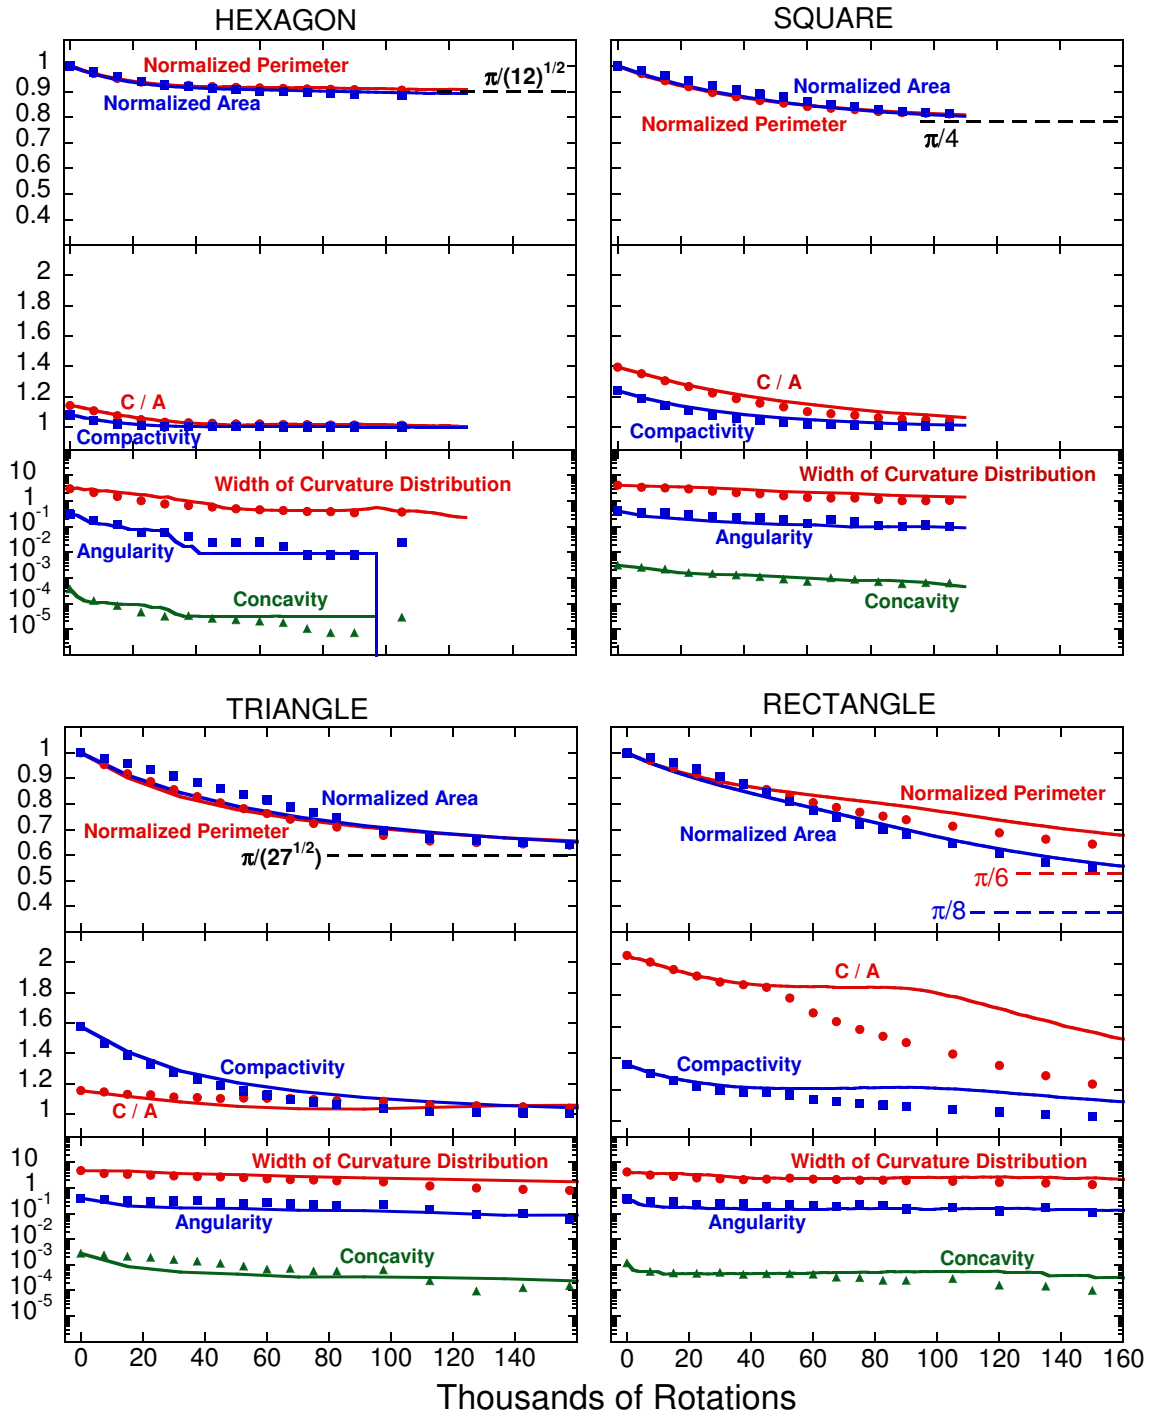 HEXAGON
SQUARE
1
0.9
0.8
0.7
0.6
0.5
0.4
Normalized Perimeter
Normalized Area
π/(12)^1/2
Normalized Area
Normalized Perimeter
π/4
2
1.8
1.6
1.4
1.2
1
C / A
Compactivity
C / A
Compactivity
10
1
10^-1
10^-2
10^-3
10^-4
10^-5
Width of Curvature Distribution
Angularity
Concavity
Width of Curvature Distribution
Angularity
Concavity
TRIANGLE
RECTANGLE
1
0.9
0.8
0.7
0.6
0.5
0.4
Normalized Area
Normalized Perimeter
π/(27^1/2)
Normalized Perimeter
Normalized Area
π/6
π/8
2
1.8
1.6
1.4
1.2
1
Compactivity
C / A
C / A
Compactivity
10
1
10^-1
10^-2
10^-3
10^-4
10^-5
Width of Curvature Distribution
Angularity
Concavity
Width of Curvature Distribution
Angularity
Concavity
0 20 40 60 80 100 120 140
0 20 40 60 80 100 120 140 160
Thousands of Rotations